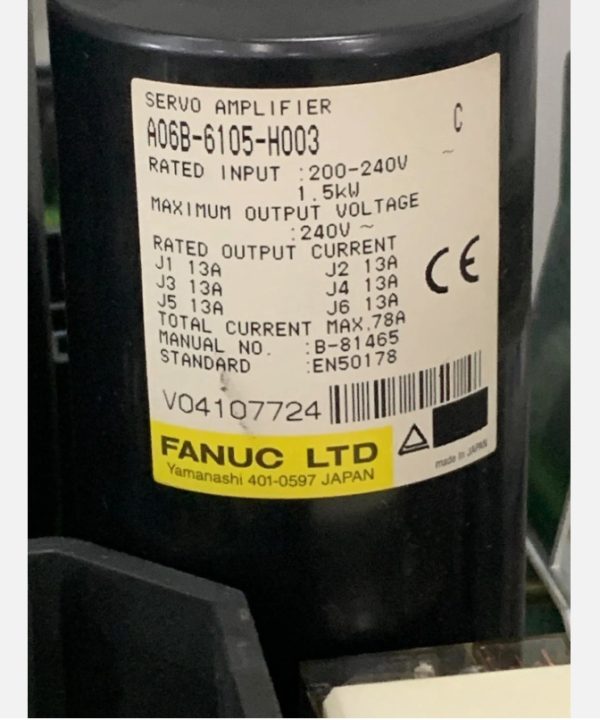 SERVO AMPLIFIER
A06B-6105-H003 C
RATED INPUT :200-240V ~
1.5kW
MAXIMUM OUTPUT VOLTAGE
:240V ~
RATED OUTPUT CURRENT
J1 13A J2 13A
J3 13A J4 13A
J5 13A J6 13A
TOTAL CURRENT MAX.78A
MANUAL NO. :B-81465
STANDARD :EN50178
CE
V04107724
FANUC LTD
Yamanashi 401-0597 JAPAN
made in JAPAN